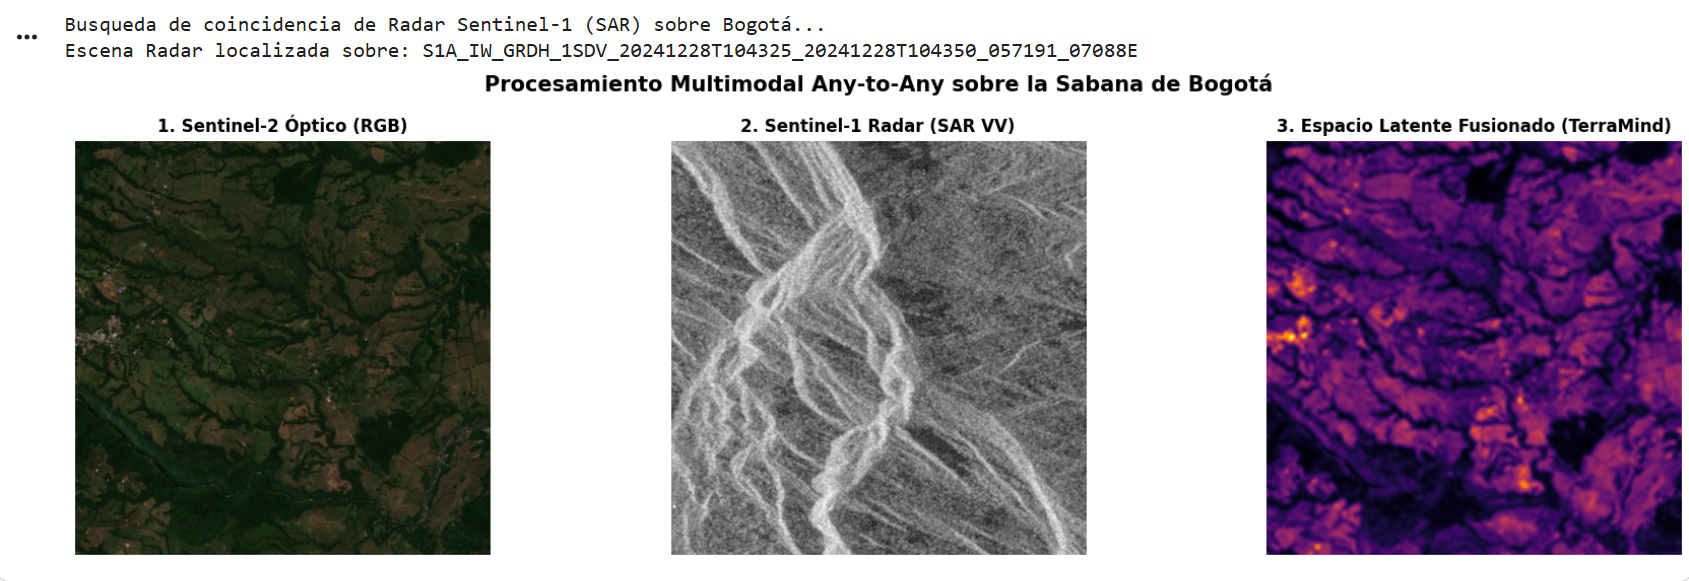 Busqueda de coincidencia de Radar Sentinel-1 (SAR) sobre Bogotá...
Escena Radar localizada sobre: S1A_IW_GRDH_1SDV_20241228T104325_20241228T104350_057191_07088E
Procesamiento Multimodal Any-to-Any sobre la Sabana de Bogotá
1. Sentinel-2 Óptico (RGB)
2. Sentinel-1 Radar (SAR VV)
3. Espacio Latente Fusionado (TerraMind)